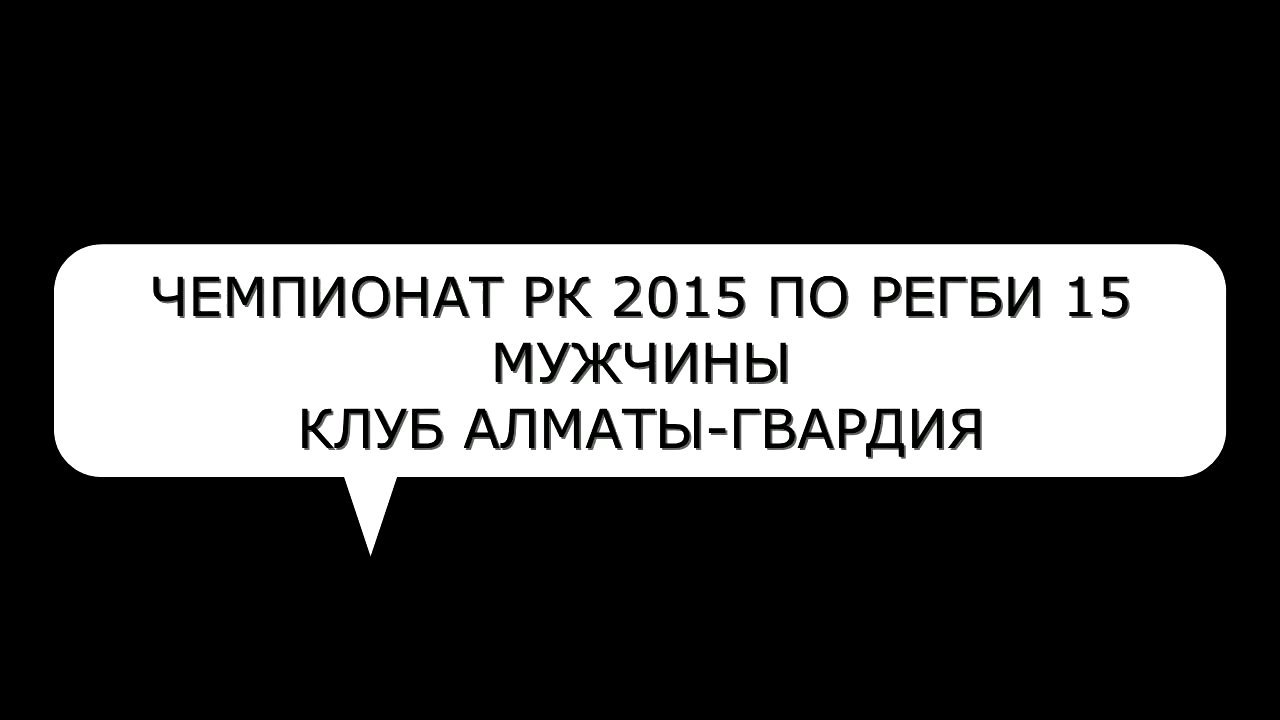 ЧЕМПИОНАТ РК 2015 ПО РЕГБИ 15
МУЖЧИНЫ
КЛУБ АЛМАТЫ-ГВАРДИЯ